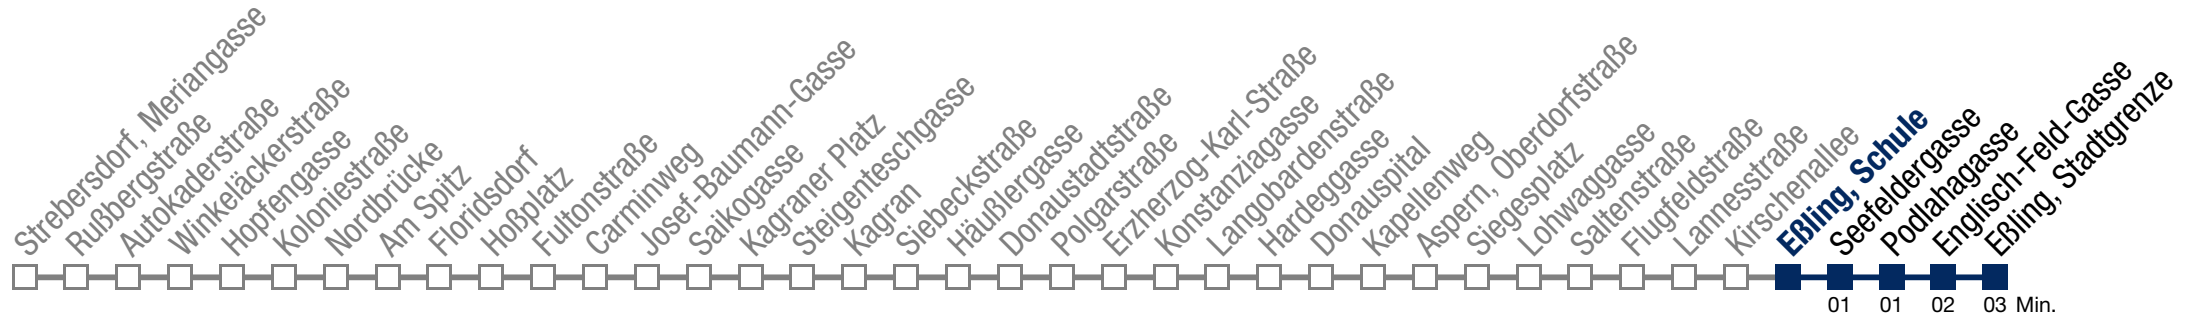 Strebersdorf, Meriangasse
Rußbergstraße
Autokaderstraße
Winkeläckerstraße
Hopfengasse
Koloniestraße
Nordbrücke
Am Spitz
Floridsdorf
Hoßplatz
Fultonstraße
Carminweg
Josef-Baumann-Gasse
Saikogasse
Kagraner Platz
Steigenteschgasse
Kagran
Siebeckstraße
Häußlergasse
Donaustadtstraße
Polgarstraße
Erzherzog-Karl-Straße
Konstanziagasse
Langobardenstraße
Hardeggasse
Donauspital
Kapellenweg
Aspern, Oberdorfstraße
Siegesplatz
Lohwaggasse
Saltenstraße
Flugfeldstraße
Lannesstraße
Kirschenallee
Eßling, Schule
Seefeldergasse
Podlahagasse
Englisch-Feld-Gasse
Eßling, Stadtgrenze
01 01 02 03 Min.